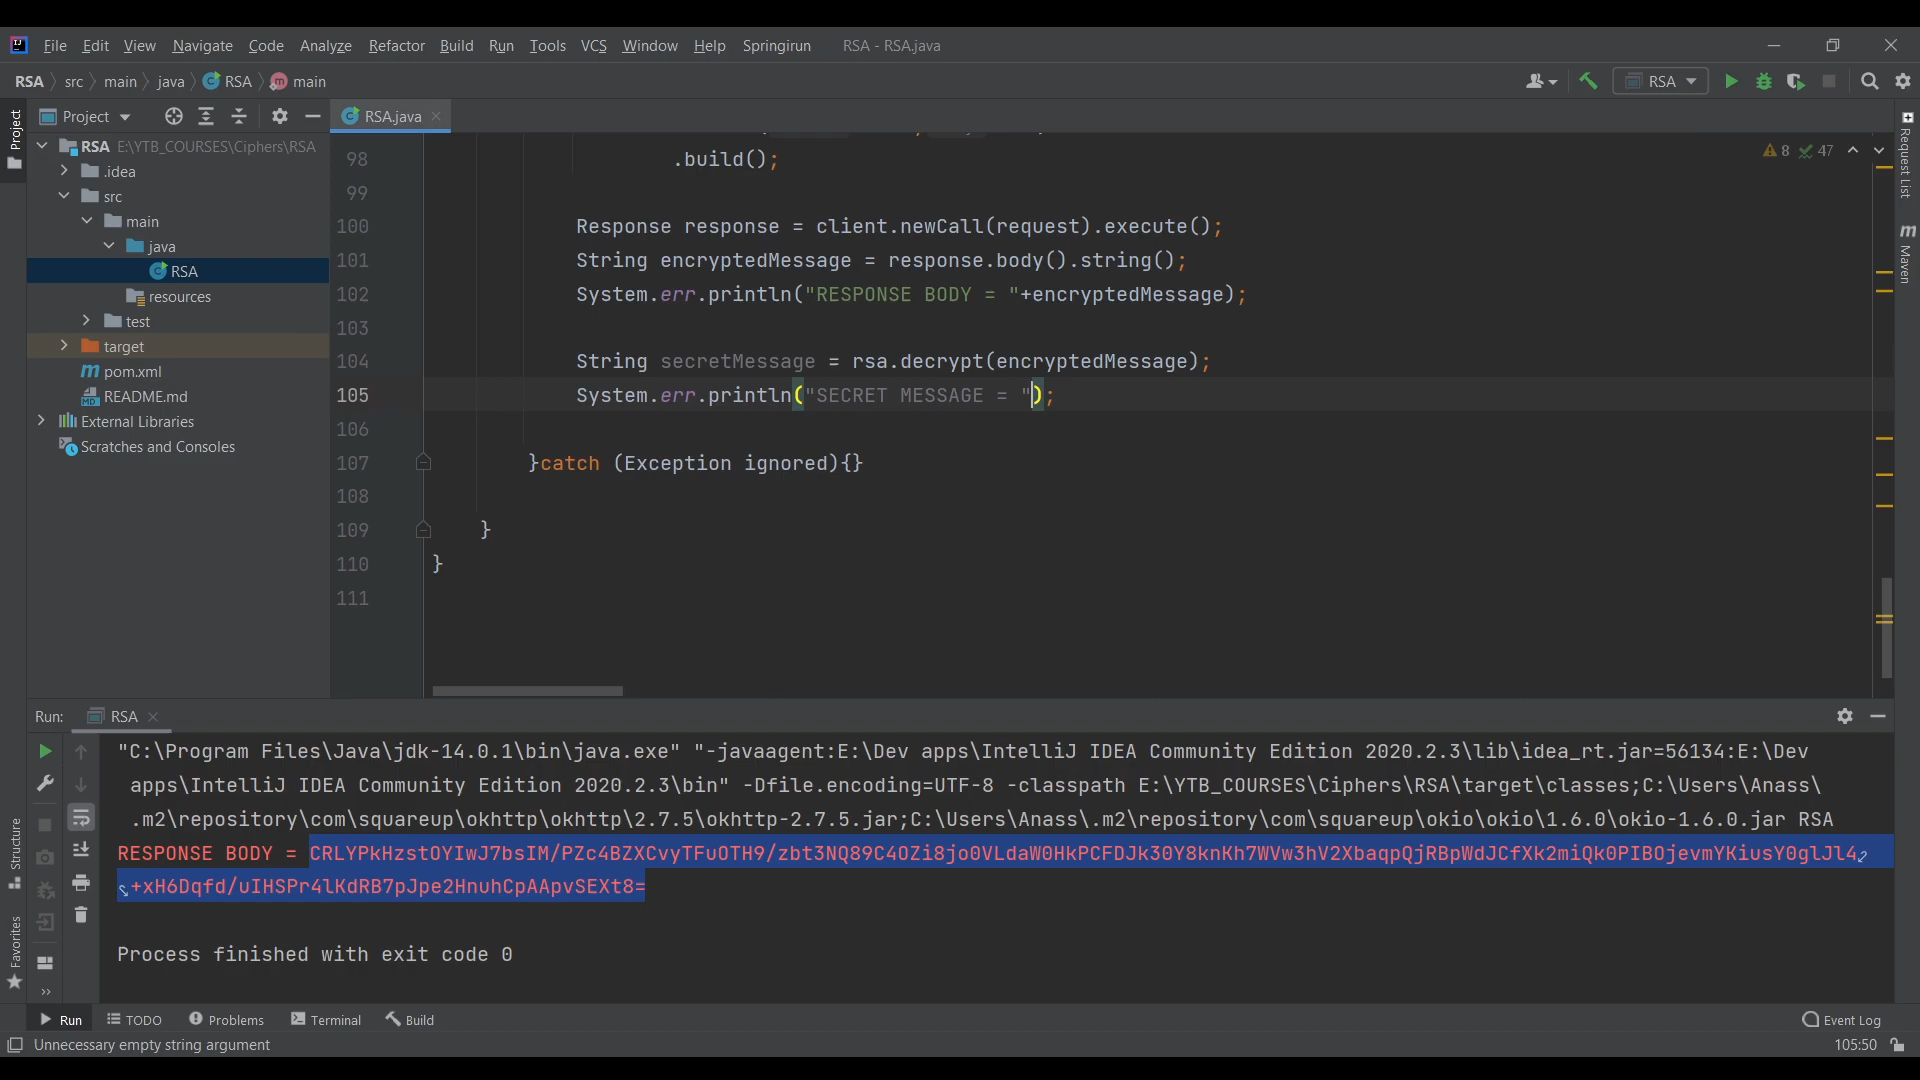 File Edit View Navigate Code Analyze Refactor Build Run Tools VCS Window Help Springirun RSA - RSA.java
RSA src main java RSA main RSA
Project
Project RSA.java
RSA E:\YTB_COURSES\Ciphers\RSA
.idea
src
main
java
RSA
resources
test
target
pom.xml
README.md
External Libraries
Scratches and Consoles
8 47
98 .build();
99
100 Response response = client.newCall(request).execute();
101 String encryptedMessage = response.body().string();
102 System.err.println("RESPONSE BODY = "+encryptedMessage);
103
104 String secretMessage = rsa.decrypt(encryptedMessage);
105 System.err.println("SECRET MESSAGE = ");
106
107 }catch (Exception ignored){}
108
109 }
110 }
111
Request List
Maven
Run: RSA
"C:\Program Files\Java\jdk-14.0.1\bin\java.exe" "-javaagent:E:\Dev apps\IntelliJ IDEA Community Edition 2020.2.3\lib\idea_rt.jar=56134:E:\Dev
apps\IntelliJ IDEA Community Edition 2020.2.3\bin" -Dfile.encoding=UTF-8 -classpath E:\YTB_COURSES\Ciphers\RSA\target\classes;C:\Users\Anass\
.m2\repository\com\squareup\okhttp\okhttp\2.7.5\okhttp-2.7.5.jar;C:\Users\Anass\.m2\repository\com\squareup\okio\okio\1.6.0\okio-1.6.0.jar RSA
RESPONSE BODY = CRLYPkHzstOYIwJ7bsIM/PZc4BZXCvyTFuOTH9/zbt3NQ89C4OZi8jo0VLdaW0HkPCFDJk30Y8knKh7WVw3hV2XbaqpQjRBpWdJCfXk2miQk0PIBOjevmYKiusY0glJl4
+xH6Dqfd/uIHSPr4lKdRB7pJpe2HnuhCpAApvSEXt8=
Process finished with exit code 0
Structure
Favorites
Run TODO Problems Terminal Build Event Log
Unnecessary empty string argument 105:50